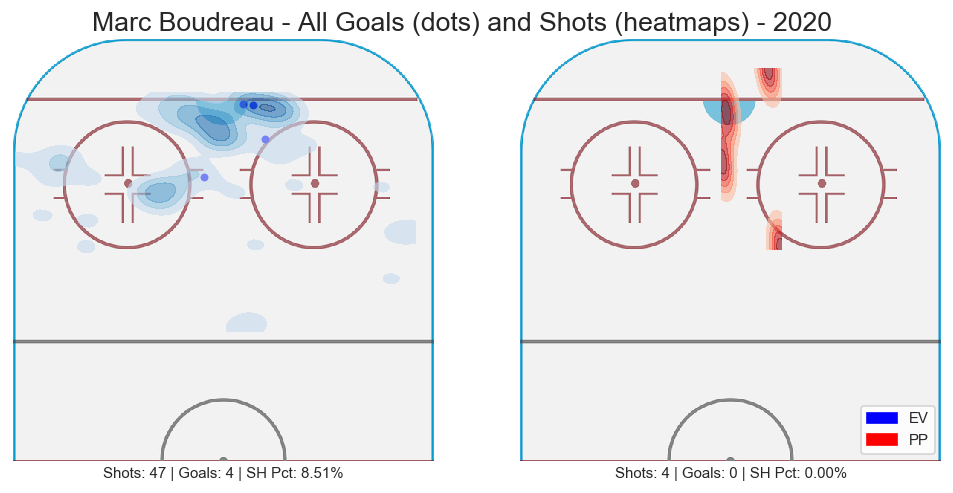 Marc Boudreau - All Goals (dots) and Shots (heatmaps) - 2020
EV
PP
Shots: 47 | Goals: 4 | SH Pct: 8.51%
Shots: 4 | Goals: 0 | SH Pct: 0.00%